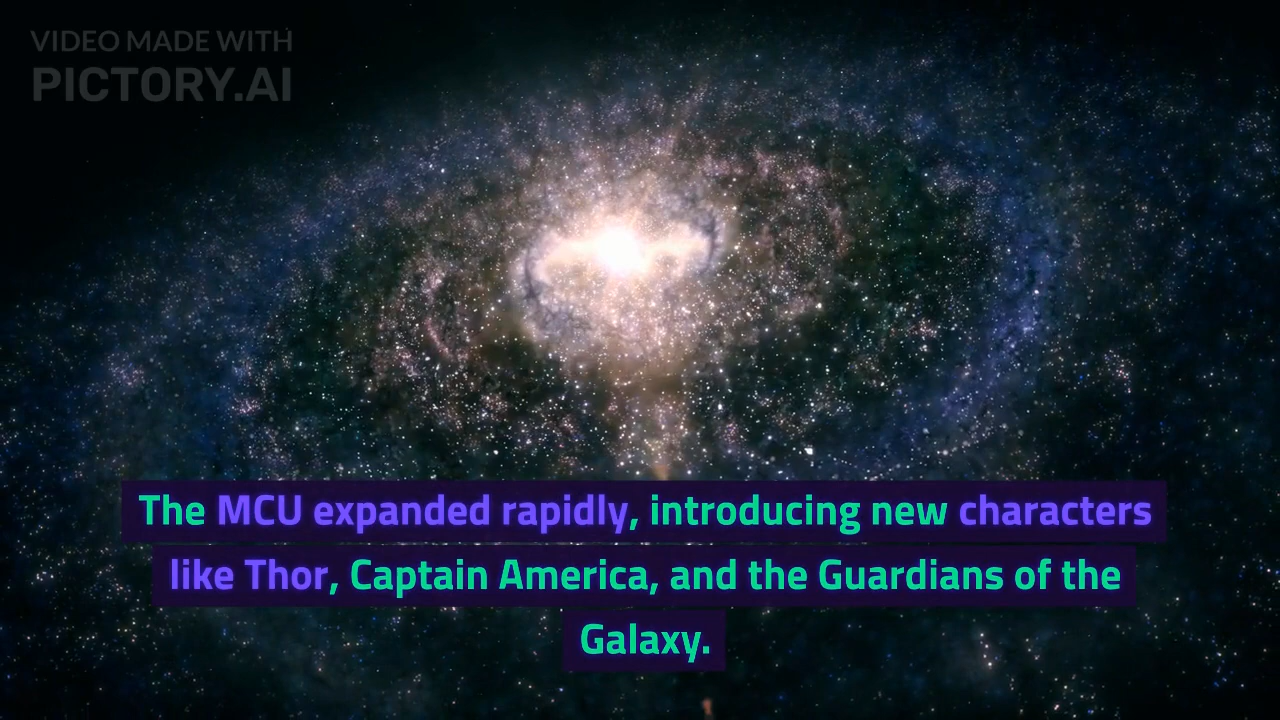 VIDEO MADE WITH
PICTORY.AI
The MCU expanded rapidly, introducing new characters
like Thor, Captain America, and the Guardians of the
Galaxy.